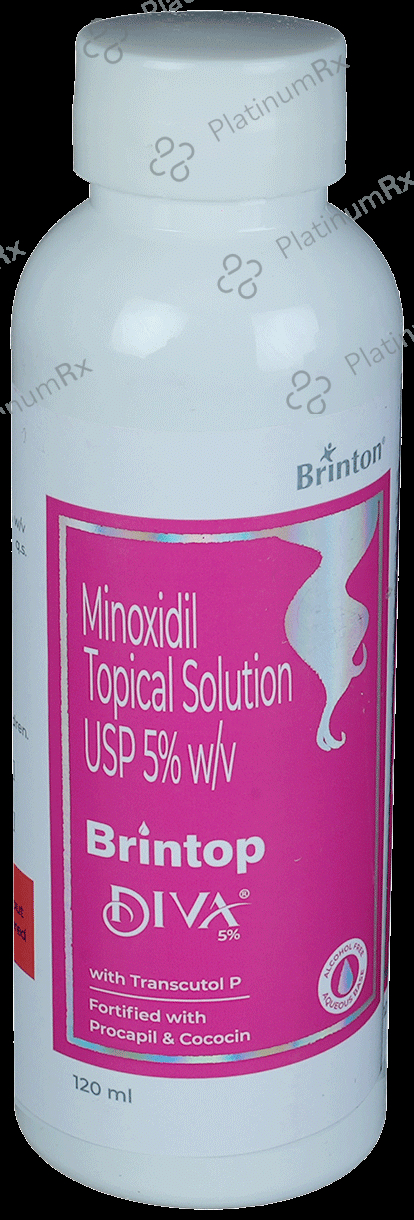 PlatinumRx
PlatinumRx
PlatinumRx
PlatinumRx
Brinton®
w/v
q.s.
Minoxidil
Topical Solution
USP 5% w/v
Brintop
DIVA®
5%
with Transcutol P
Fortified with
Procapil & Cococin
ALCOHOL FREE
AQUEOUS BASE
120 ml